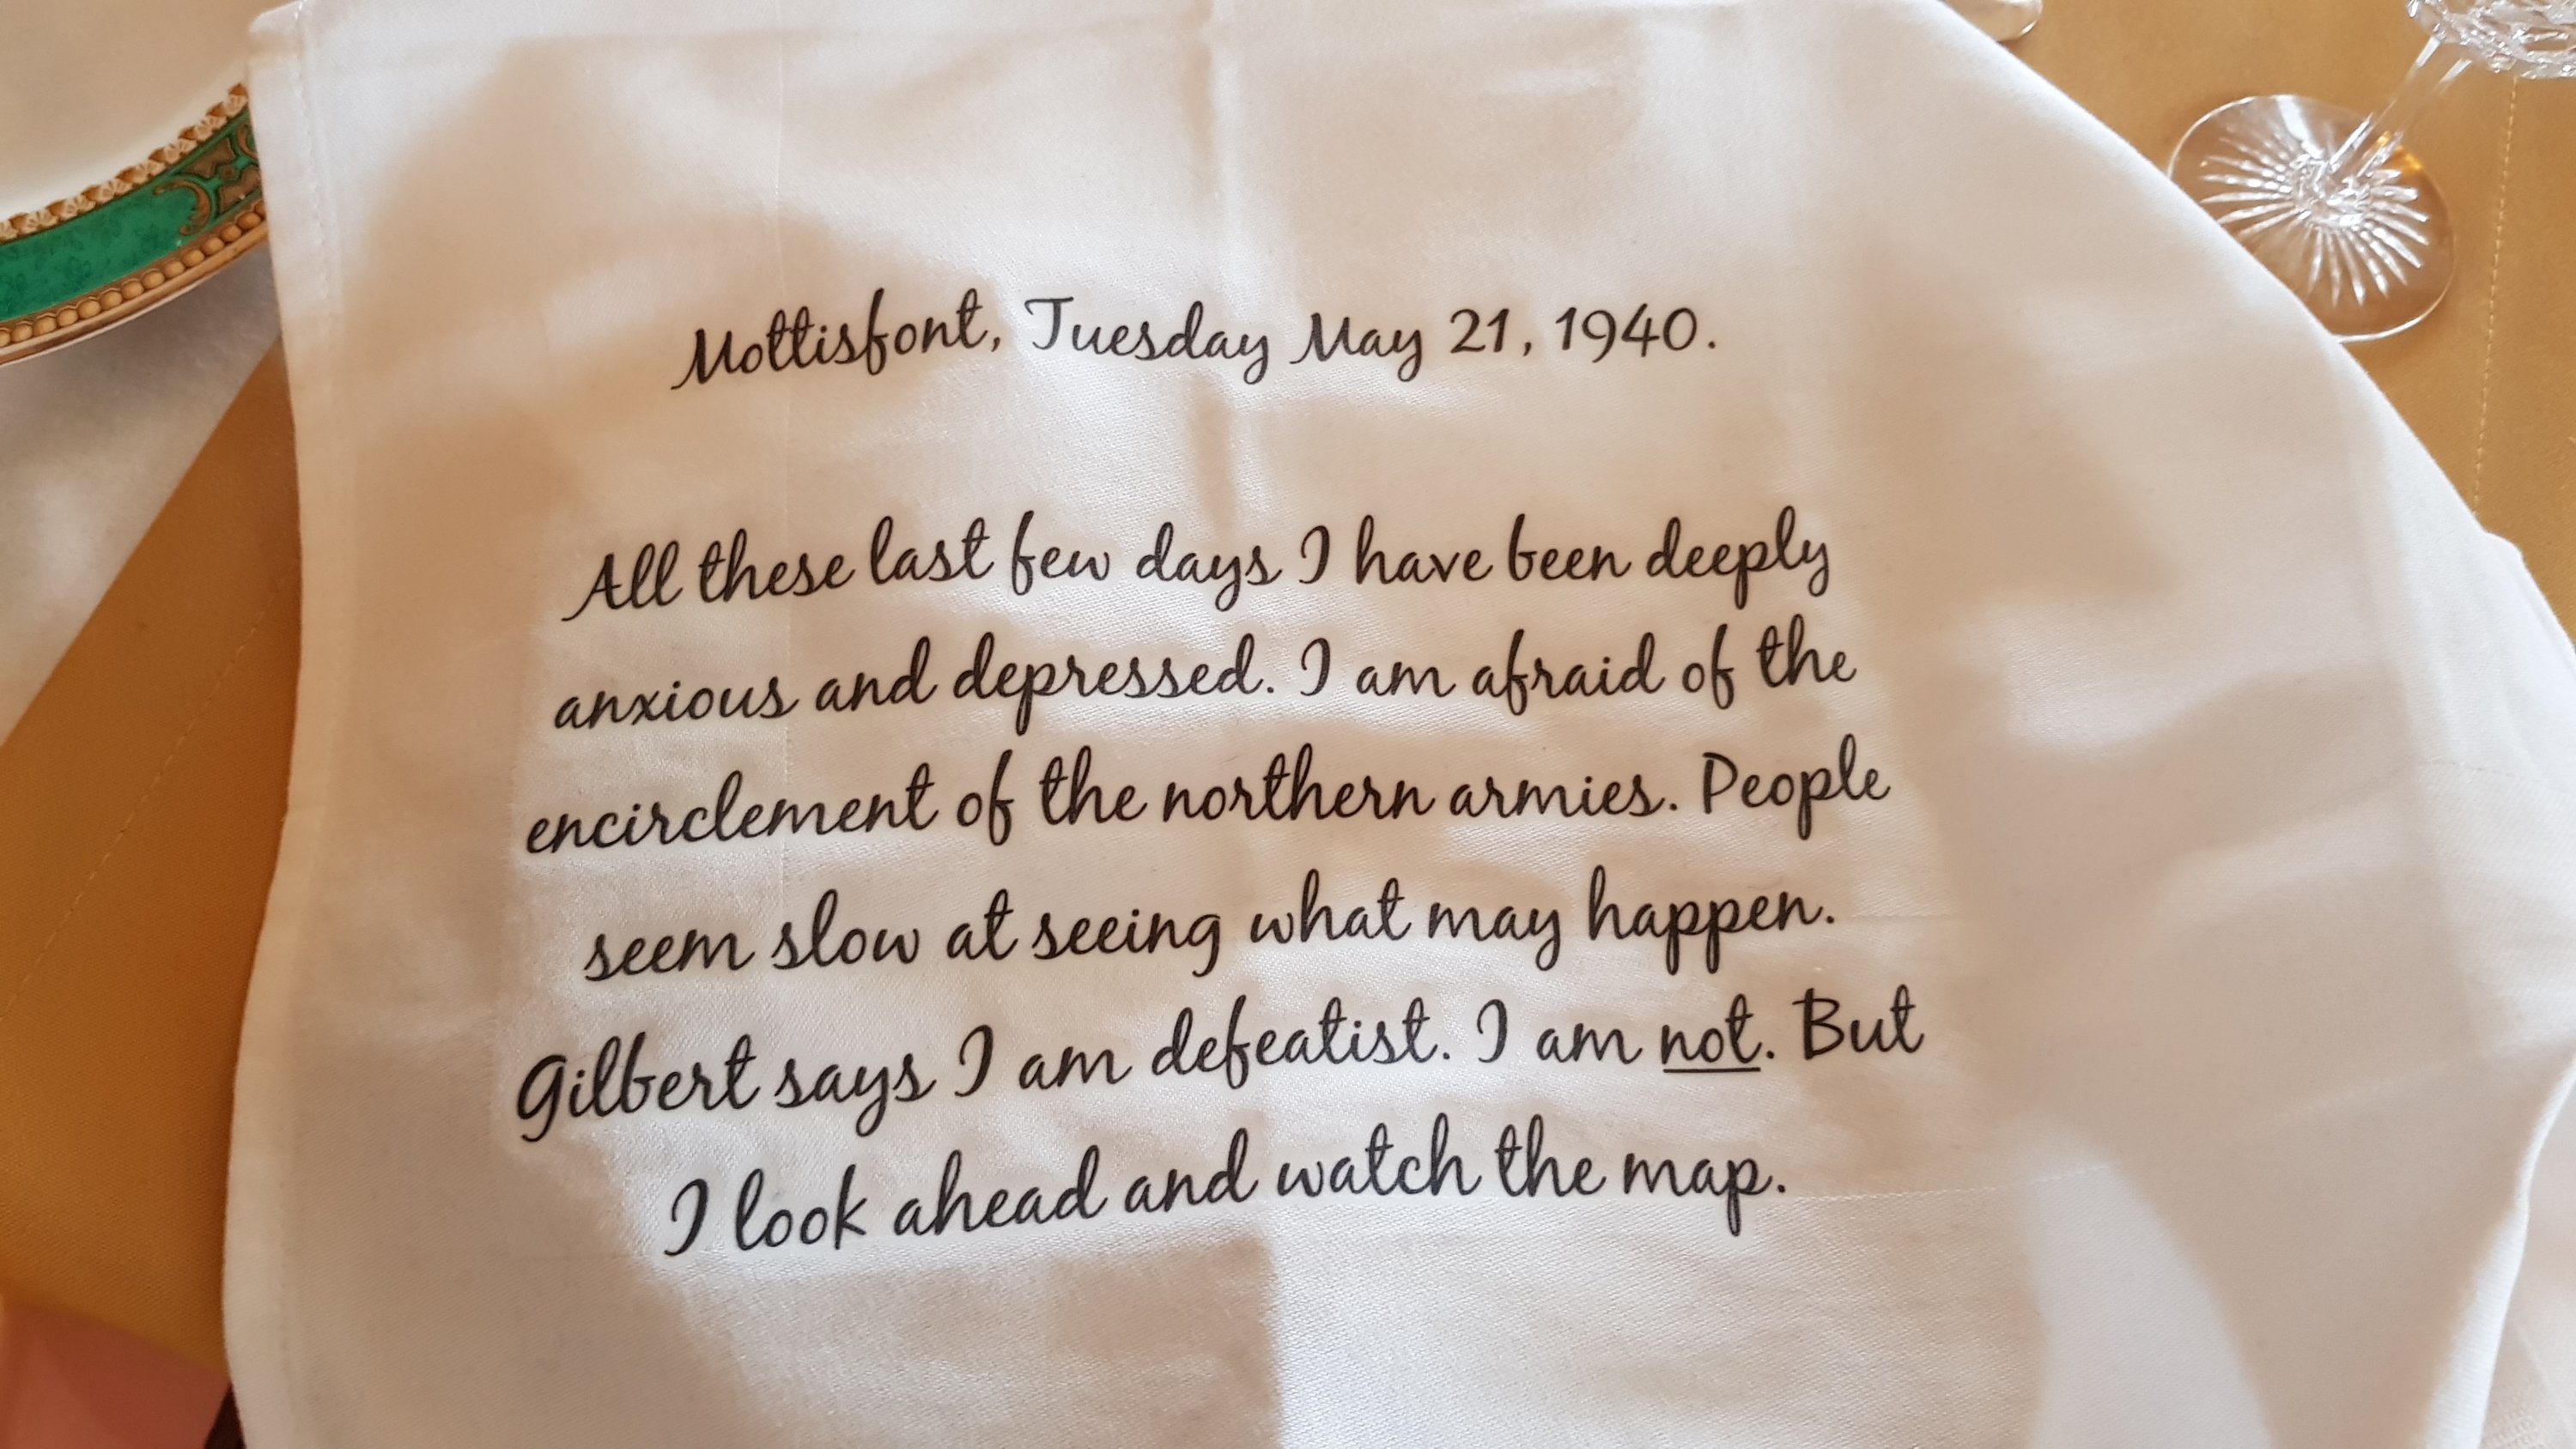 Mottisfont, Tuesday May 21, 1940.
All these last few days I have been deeply
anxious and depressed. I am afraid of the
encirclement of the northern armies. People
seem slow at seeing what may happen.
Gilbert says I am defeatist. I am not. But
I look ahead and watch the map.